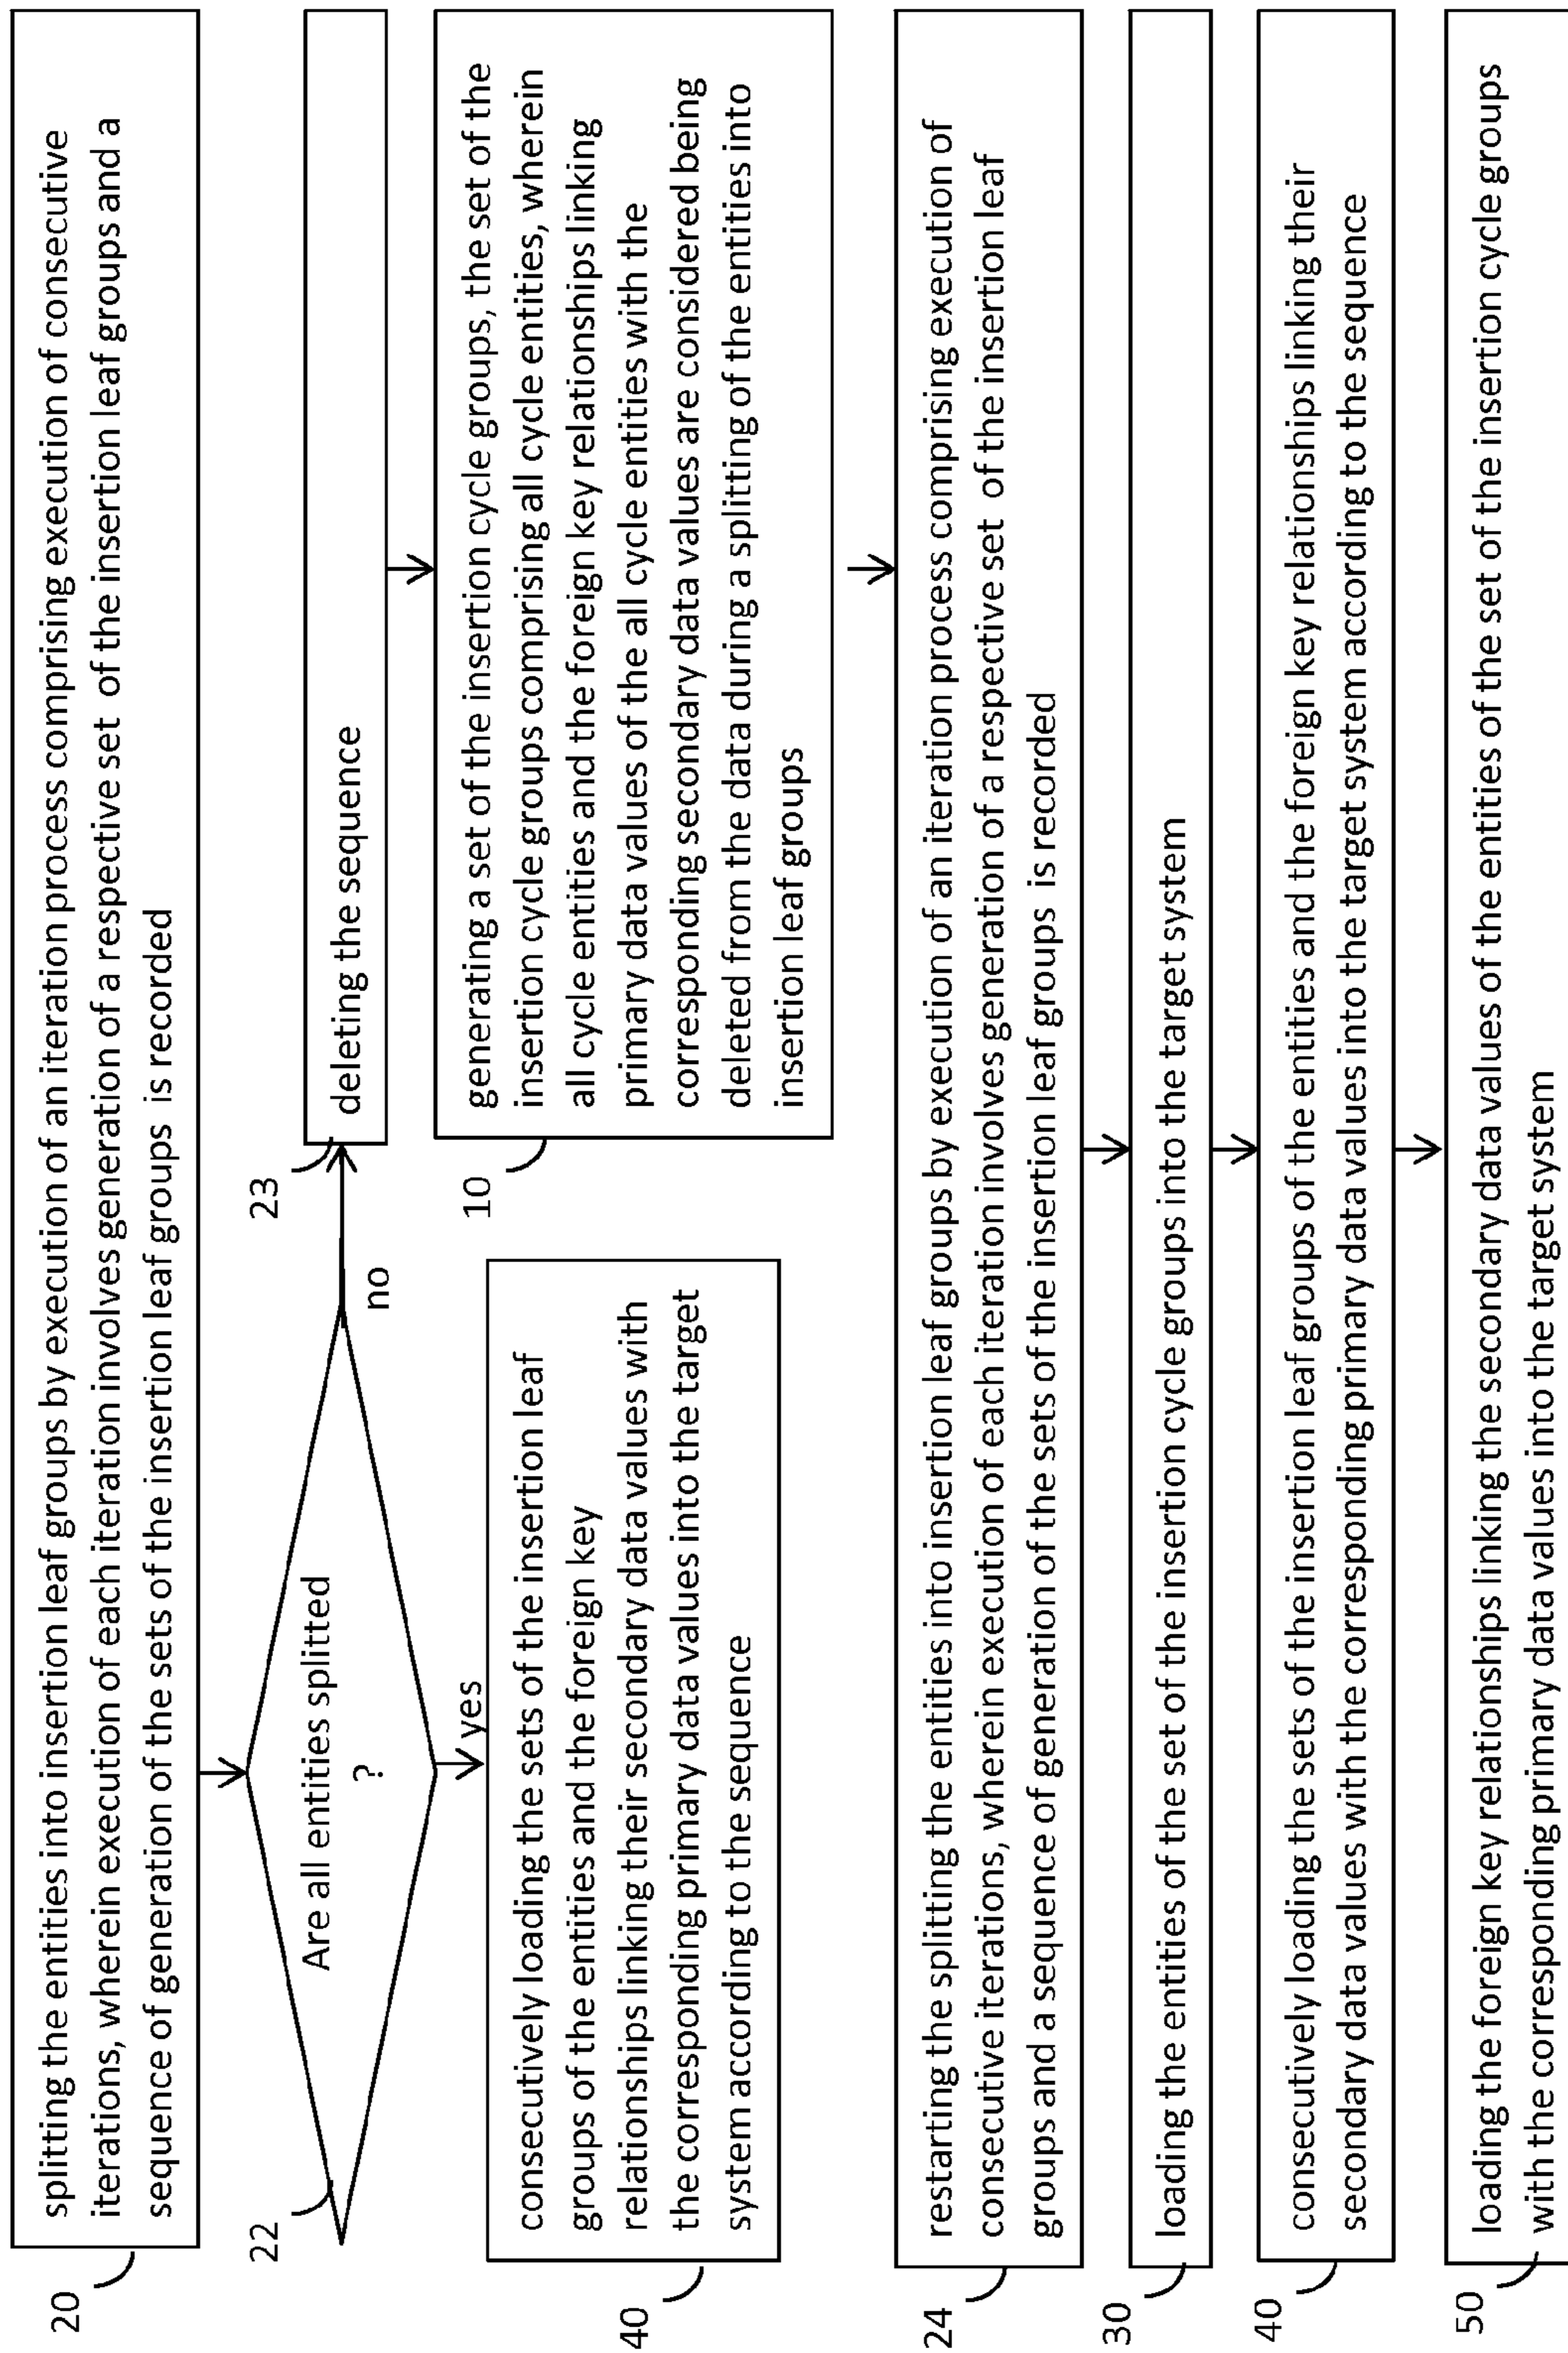 20
splitting the entities into insertion leaf groups by execution of an iteration process comprising execution of consecutive
iterations, wherein execution of each iteration involves generation of a respective set of the insertion leaf groups and a
sequence of generation of the sets of the insertion leaf groups is recorded
22
Are all entities splitted
?
no
yes
23
deleting the sequence
40
consecutively loading the sets of the insertion leaf
groups of the entities and the foreign key
relationships linking their secondary data values with
the corresponding primary data values into the target
system according to the sequence
10
generating a set of the insertion cycle groups, the set of the
insertion cycle groups comprising all cycle entities, wherein
all cycle entities and the foreign key relationships linking
primary data values of the all cycle entities with the
corresponding secondary data values are considered being
deleted from the data during a splitting of the entities into
insertion leaf groups
24
restarting the splitting the entities into insertion leaf groups by execution of an iteration process comprising execution of
consecutive iterations, wherein execution of each iteration involves generation of a respective set of the insertion leaf
groups and a sequence of generation of the sets of the insertion leaf groups is recorded
30
loading the entities of the set of the insertion cycle groups into the target system
40
consecutively loading the sets of the insertion leaf groups of the entities and the foreign key relationships linking their
secondary data values with the corresponding primary data values into the target system according to the sequence
50
loading the foreign key relationships linking the secondary data values of the entities of the set of the insertion cycle groups
with the corresponding primary data values into the target system